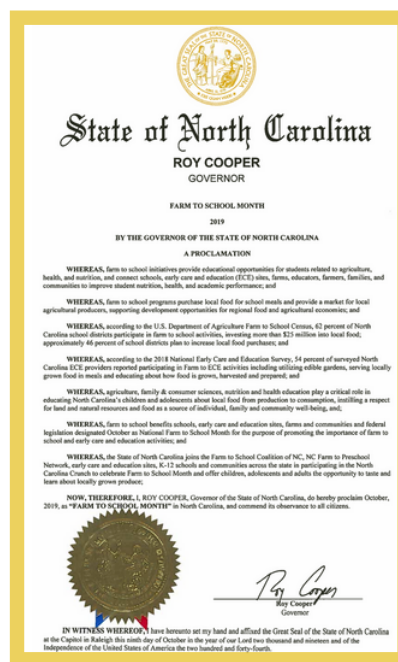 THE GREAT SEAL OF THE STATE OF NORTH CAROLINA
State of North Carolina
ROY COOPER
GOVERNOR
FARM TO SCHOOL MONTH
2019
BY THE GOVERNOR OF THE STATE OF NORTH CAROLINA
A PROCLAMATION
WHEREAS, farm to school initiatives provide educational opportunities for students related to agriculture,
health, and nutrition, and connect schools, early care and education (ECE) sites, farms, educators, farmers, families, and
communities to improve student nutrition, health, and academic performance; and
WHEREAS, farm to school programs purchase local food for school meals and provide a market for local
agricultural producers, supporting development opportunities for regional food and agricultural economies; and
WHEREAS, according to the U.S. Department of Agriculture Farm to School Census, 62 percent of North
Carolina school districts participate in farm to school activities, investing more than $25 million into local food;
approximately 46 percent of school districts plan to increase local food purchases; and
WHEREAS, according to the 2018 National Early Care and Education Survey, 54 percent of surveyed North
Carolina ECE providers reported participating in Farm to ECE activities including utilizing edible gardens, serving locally
grown food in meals and educating about how food is grown, harvested and prepared; and
WHEREAS, agriculture, family & consumer sciences, nutrition and health education play a critical role in
educating North Carolina's children and adolescents about local food from production to consumption, instilling a respect
for land and natural resources and food as a source of individual, family and community well-being, and;
WHEREAS, farm to school benefits schools, early care and education sites, farms and communities and federal
legislation designated October as National Farm to School Month for the purpose of promoting the importance of farm to
school and early care and education activities; and
WHEREAS, the State of North Carolina joins the Farm to School Coalition of NC, NC Farm to Preschool
Network, early care and education sites, K-12 schools and communities across the state in participating in the North
Carolina Crunch to celebrate Farm to School Month and offer children, adolescents and adults the opportunity to taste and
learn about locally grown produce;
NOW, THEREFORE, I, ROY COOPER, Governor of the State of North Carolina, do hereby proclaim October,
2019, as "FARM TO SCHOOL MONTH" in North Carolina, and commend its observance to all citizens.
Roy Cooper
Roy Cooper
Governor
IN WITNESS WHEREOF, I have hereunto set my hand and affixed the Great Seal of the State of North Carolina
at the Capitol in Raleigh this ninth day of October in the year of our Lord two thousand and nineteen and of the
Independence of the United States of America the two hundred and forty-fourth.